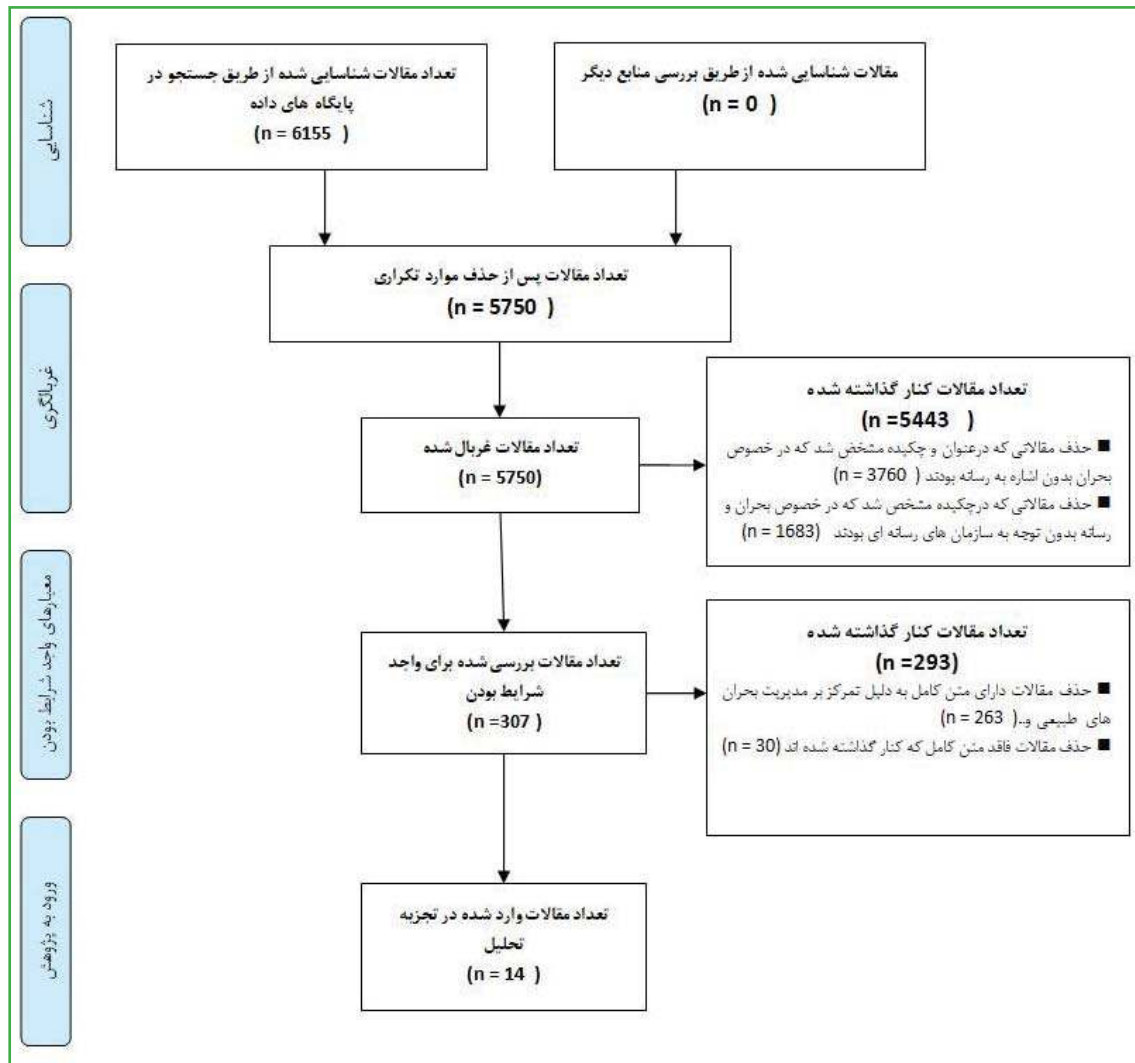 شناسایی
مقالات شناسایی شده از طریق بررسی منابع دیگر
(n = 0 )
تعداد مقالات شناسایی شده از طریق جستجو در
پایگاه های داده
(n = 6155 )
تعداد مقالات پس از حذف موارد تکراری
(n = 5750 )
غربالگری
تعداد مقالات غربال شده
(n = 5750)
تعداد مقالات کنار گذاشته شده
(n =5443 )
■ حذف مقالاتی که درعنوان و چکیده مشخص شد که در خصوص
بحران بدون اشاره به رسانه بودند ( n = 3760)
■ حذف مقالاتی که درچکیده مشخص شد که در خصوص بحران و
رسانه بدون توجه به سازمان های رسانه ای بودند (n = 1683)
معیارهای واجد شرایط بودن
تعداد مقالات بررسی شده برای واجد
شرایط بودن
(n =307 )
تعداد مقالات کنار گذاشته شده
(n =293)
■ حذف مقالات دارای متن کامل به دلیل تمرکز بر مدیریت بحران
های طبیعی و..( n = 263 )
■ حذف مقالات فاقد متن کامل که کنار گذاشته شده اند (n = 30)
ورود به پژوهش
تعداد مقالات وارد شده در تجزیه
تحلیل
(n = 14 )